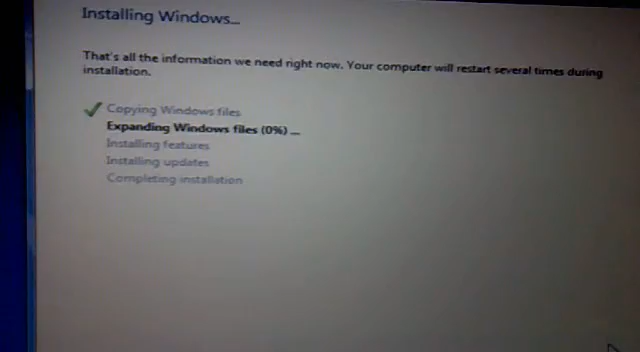 Installing Windows...
That's all the information we need right now. Your computer will restart several times during
installation.
Copying Windows files
Expanding Windows files (0%) ...
Installing features
Installing updates
Completing installation